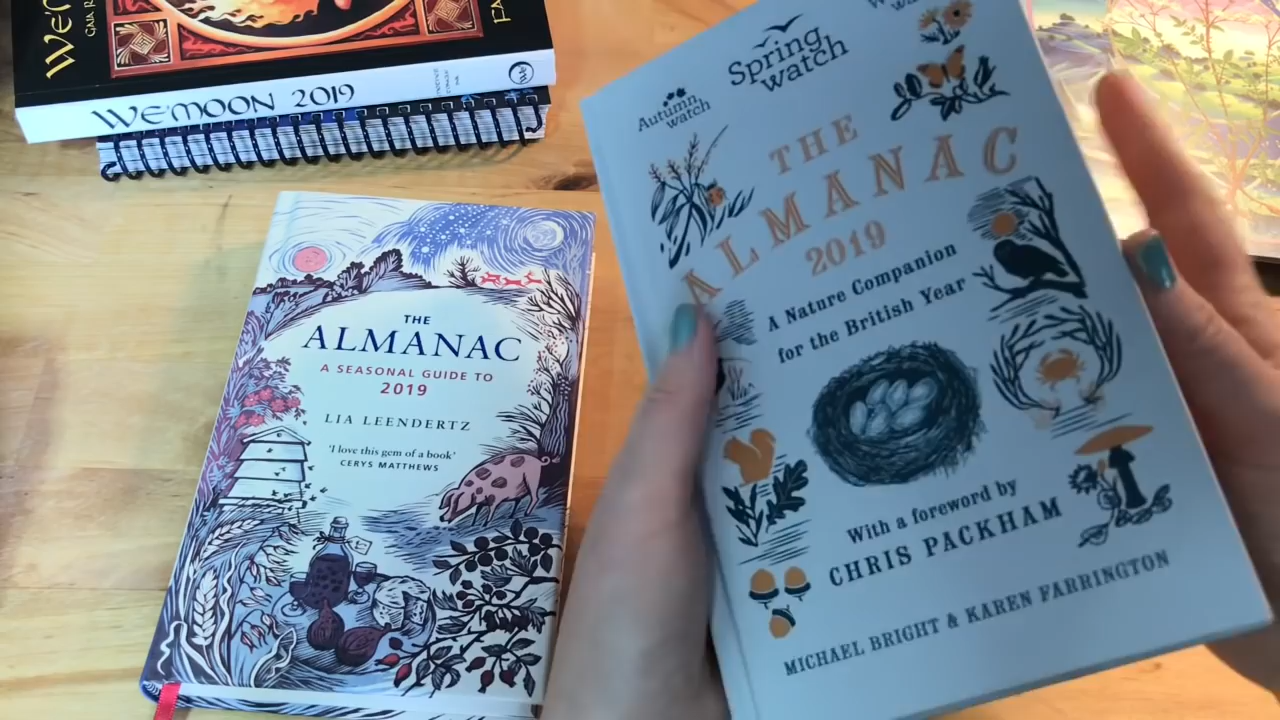 WE'MOON 2019
THE
ALMANAC
A SEASONAL GUIDE TO
2019
LIA LEENDERTZ
'I love this gem of a book'
CERYS MATTHEWS
Autumn
watch
Spring
watch
THE
ALMANAC
2019
A Nature Companion
for the British Year
With a foreword by
CHRIS PACKHAM
MICHAEL BRIGHT & KAREN FARRINGTON